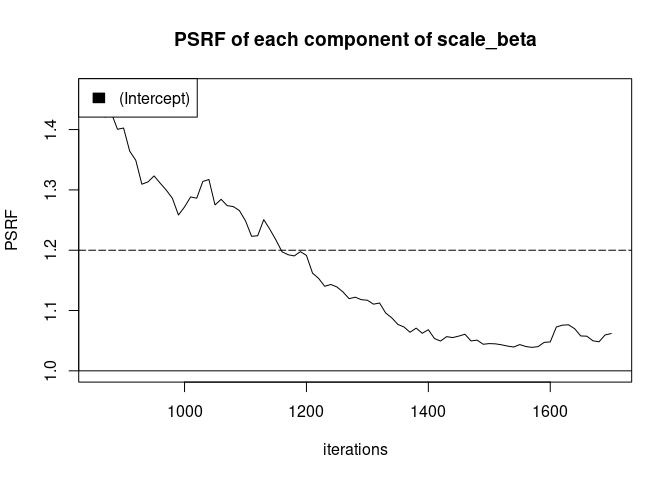 PSRF of each component of scale_beta
(Intercept)
PSRF
1.4
1.3
1.2
1.1
1.0
1000 1200 1400 1600
iterations